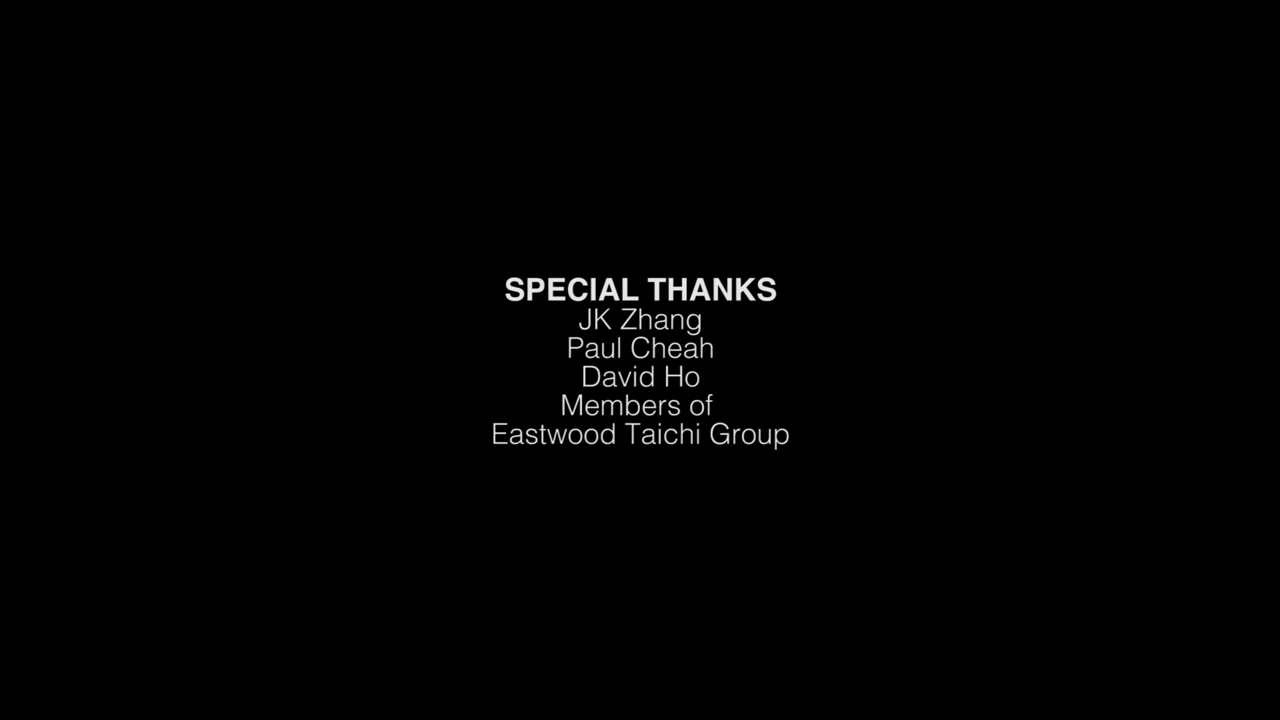 SPECIAL THANKS
JK Zhang
Paul Cheah
David Ho
Members of
Eastwood Taichi Group